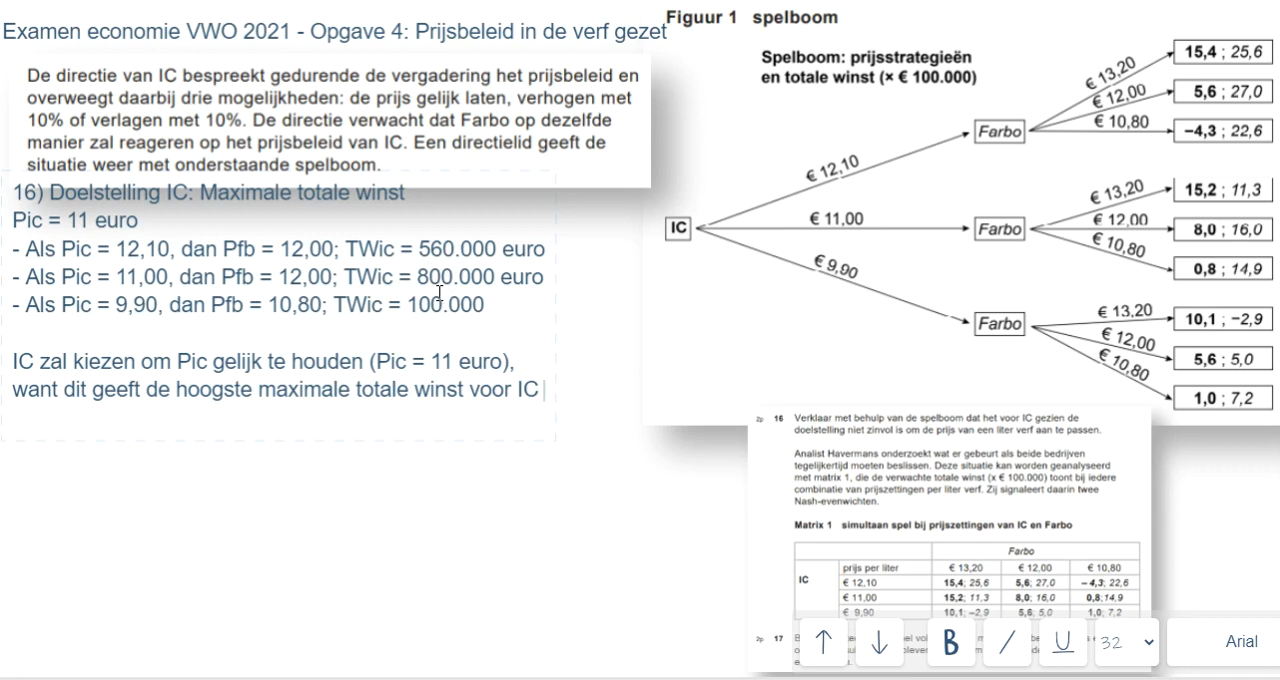 Examen economie VWO 2021 - Opgave 4: Prijsbeleid in de verf gezet
De directie van IC bespreekt gedurende de vergadering het prijsbeleid en
overweegt daarbij drie mogelijkheden: de prijs gelijk laten, verhogen met
10% of verlagen met 10%. De directie verwacht dat Farbo op dezelfde
manier zal reageren op het prijsbeleid van IC. Een directielid geeft de
situatie weer met onderstaande spelboom.
16) Doelstelling IC: Maximale totale winst
Pic = 11 euro
- Als Pic = 12,10, dan Pfb = 12,00; TWic = 560.000 euro
- Als Pic = 11,00, dan Pfb = 12,00; TWic = 800.000 euro
- Als Pic = 9,90, dan Pfb = 10,80; TWic = 100.000
IC zal kiezen om Pic gelijk te houden (Pic = 11 euro),
want dit geeft de hoogste maximale totale winst voor IC
Figuur 1 spelboom
Spelboom: prijsstrategieën
en totale winst (× € 100.000)
IC
€ 12,10
€ 11,00
€ 9,90
Farbo
€ 13,20
€ 12,00
€ 10,80
15,4 ; 25,6
5,6 ; 27,0
−4,3 ; 22,6
Farbo
€ 13,20
€ 12,00
€ 10,80
15,2 ; 11,3
8,0 ; 16,0
0,8 ; 14,9
Farbo
€ 13,20
€ 12,00
€ 10,80
10,1 ; −2,9
5,6 ; 5,0
1,0 ; 7,2
2p 16 Verklaar met behulp van de spelboom dat het voor IC gezien de
doelstelling niet zinvol is om de prijs van een liter verf aan te passen.
Analist Havermans onderzoekt wat er gebeurt als beide bedrijven
tegelijkertijd moeten beslissen. Deze situatie kan worden geanalyseerd
met matrix 1, die de verwachte totale winst (x € 100.000) toont bij iedere
combinatie van prijszettingen per liter verf. Zij signaleert daarin twee
Nash-evenwichten.
Matrix 1 simultaan spel bij prijszettingen van IC en Farbo
Farbo
IC prijs per liter € 13,20 € 12,00 € 10,80
€ 12,10 15,4; 25,6 5,6; 27,0 −4,3; 22,6
€ 11,00 15,2; 11,3 8,0; 16,0 0,8;14,9
€ 9,90 10,1; −2,9 5,6; 5,0 1,0; 7,2
2p 17
B / U 32 Arial